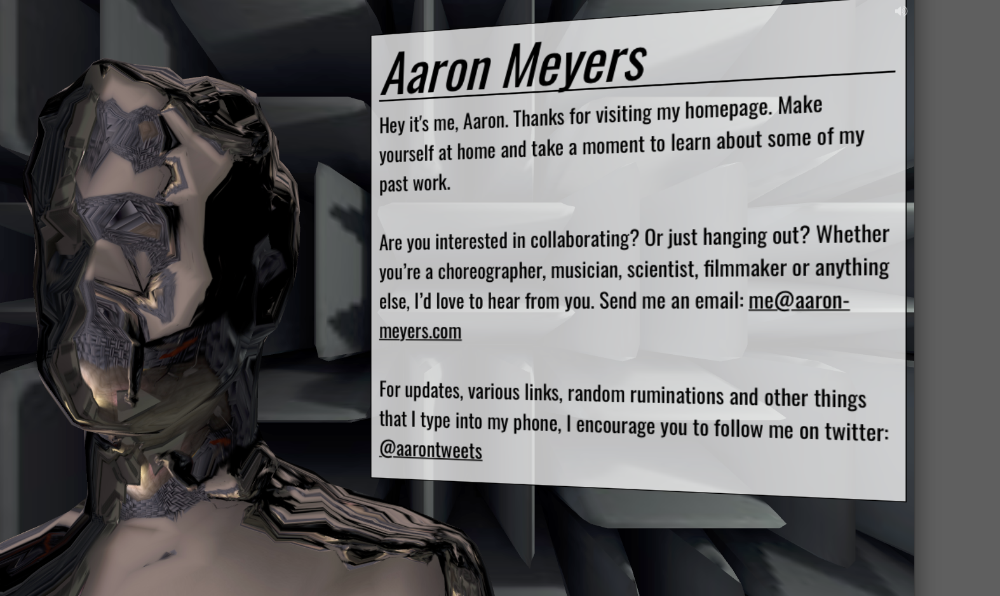 Aaron Meyers
Hey it's me, Aaron. Thanks for visiting my homepage. Make
yourself at home and take a moment to learn about some of my
past work.
Are you interested in collaborating? Or just hanging out? Whether
you’re a choreographer, musician, scientist, filmmaker or anything
else, I’d love to hear from you. Send me an email: me@aaron-
meyers.com
For updates, various links, random ruminations and other things
that I type into my phone, I encourage you to follow me on twitter:
@aarontweets